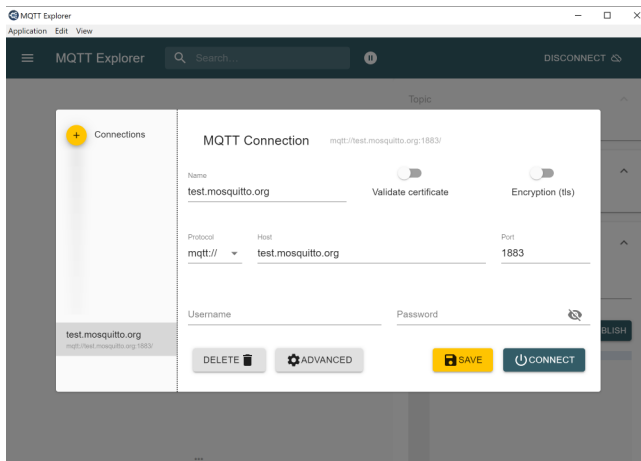 MQTT Explorer
Application Edit View
MQTT Explorer Search... DISCONNECT
Topic
Connections
MQTT Connection mqtt://test.mosquitto.org:1883/
Name
test.mosquitto.org
Validate certificate Encryption (tls)
Protocol Host Port
mqtt:// test.mosquitto.org 1883
Username Password
test.mosquitto.org
mqtt://test.mosquitto.org:1883/
BLISH
DELETE ADVANCED SAVE CONNECT